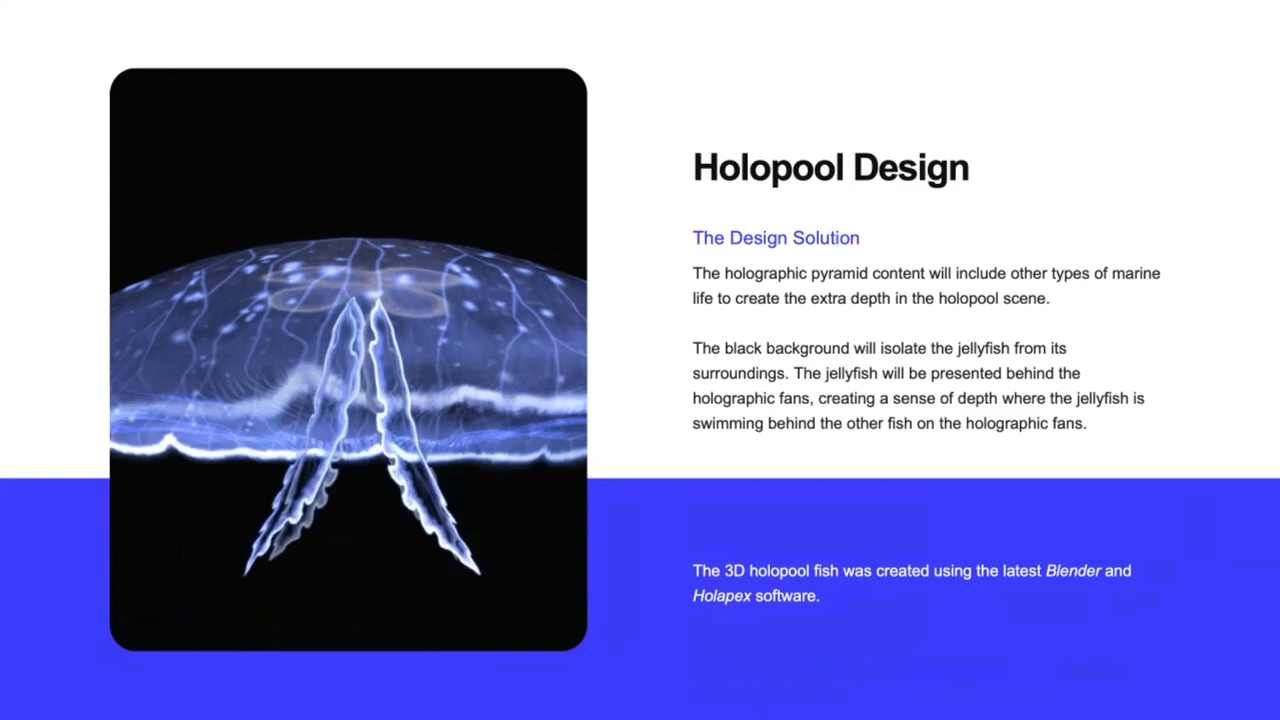 Holopool Design
The Design Solution
The holographic pyramid content will include other types of marine
life to create the extra depth in the holopool scene.
The black background will isolate the jellyfish from its
surroundings. The jellyfish will be presented behind the
holographic fans, creating a sense of depth where the jellyfish is
swimming behind the other fish on the holographic fans.
The 3D holopool fish was created using the latest Blender and
Holapex software.